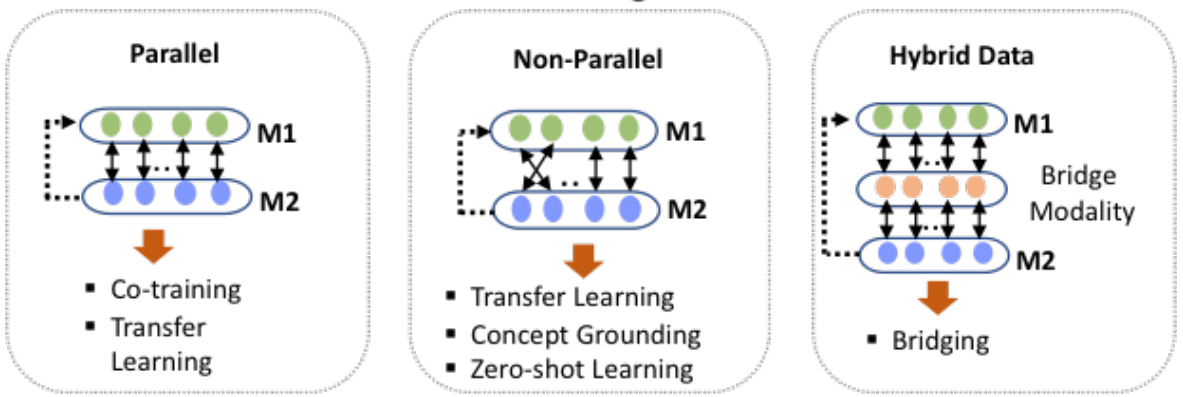 Parallel
M1
M2
▪ Co-training
▪ Transfer
Learning
Non-Parallel
M1
M2
▪ Transfer Learning
▪ Concept Grounding
▪ Zero-shot Learning
Hybrid Data
M1
Bridge
Modality
M2
▪ Bridging